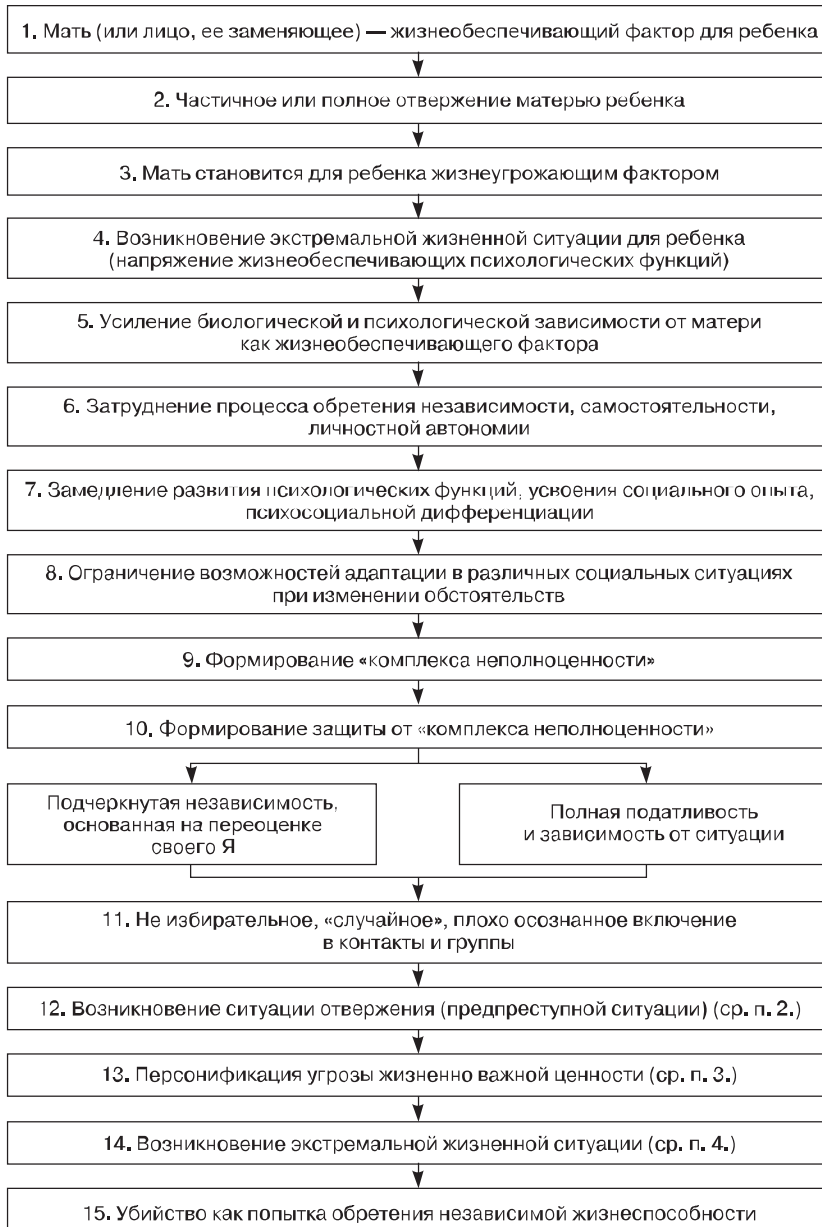 1. Мать (или лицо, ее заменяющее) — жизнеобеспечивающий фактор для ребенка
2. Частичное или полное отвержение матерью ребенка
3. Мать становится для ребенка жизнеугрожающим фактором
4. Возникновение экстремальной жизненной ситуации для ребенка
(напряжение жизнеобеспечивающих психологических функций)
5. Усиление биологической и психологической зависимости от матери
как жизнеобеспечивающего фактора
6. Затруднение процесса обретения независимости, самостоятельности,
личностной автономии
7. Замедление развития психологических функций, усвоения социального опыта,
психосоциальной дифференциации
8. Ограничение возможностей адаптации в различных социальных ситуациях
при изменении обстоятельств
9. Формирование «комплекса неполноценности»
10. Формирование защиты от «комплекса неполноценности»
Подчеркнутая независимость,
основанная на переоценке
своего Я
Полная податливость
и зависимость от ситуации
11. Не избирательное, «случайное», плохо осознанное включение
в контакты и группы
12. Возникновение ситуации отвержения (предпреступной ситуации) (ср. п. 2.)
13. Персонификация угрозы жизненно важной ценности (ср. п. 3.)
14. Возникновение экстремальной жизненной ситуации (ср. п. 4.)
15. Убийство как попытка обретения независимой жизнеспособности